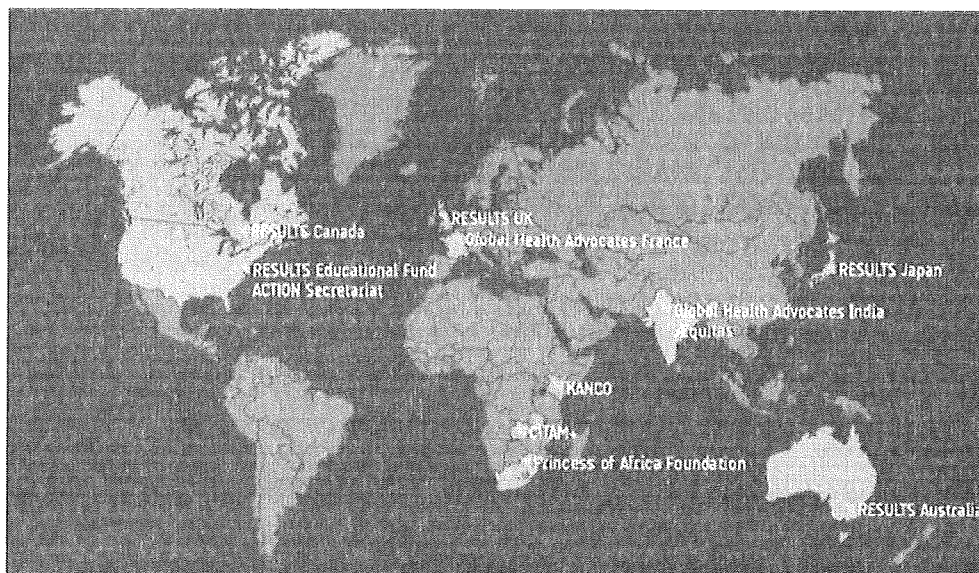 RESULTS UK
RESULTS Canada
Global Health Advocates France
RESULTS Educational Fund
ACTION Secretariat
RESULTS Japan
Global Health Advocates India
Æquitas
KANCO
CITAM+
Princess of Africa Foundation
RESULTS Australia